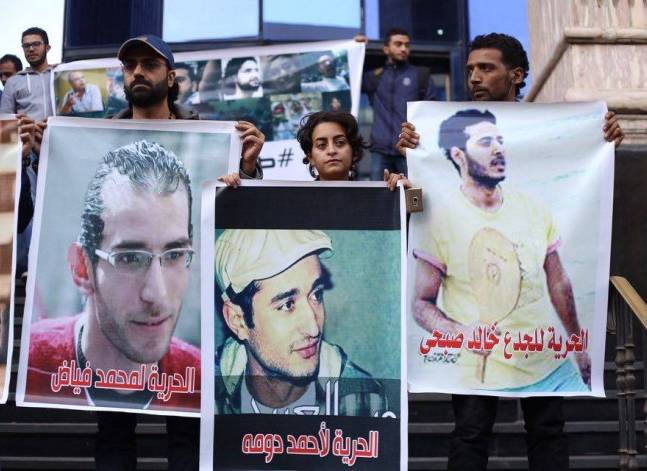 #
الحرية لمحمد فياض
الحرية لأحمد دومه
الحرية للجدع خالد صبحي